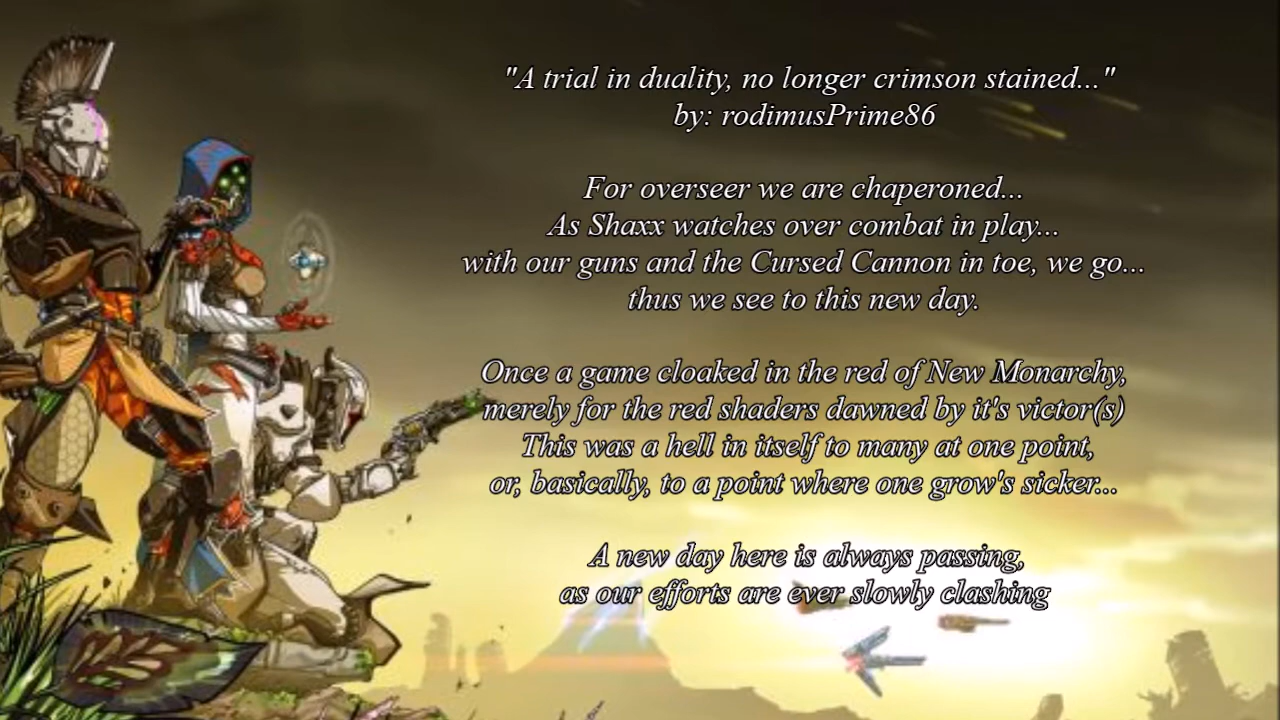 "A trial in duality, no longer crimson stained..."
by: rodimusPrime86
For overseer we are chaperoned...
As Shaxx watches over combat in play...
with our guns and the Cursed Cannon in toe, we go...
thus we see to this new day.
Once a game cloaked in the red of New Monarchy,
merely for the red shaders dawned by it's victor(s)
This was a hell in itself to many at one point,
or, basically, to a point where one grow's sicker...
A new day here is always passing,
as our efforts are ever slowly clashing